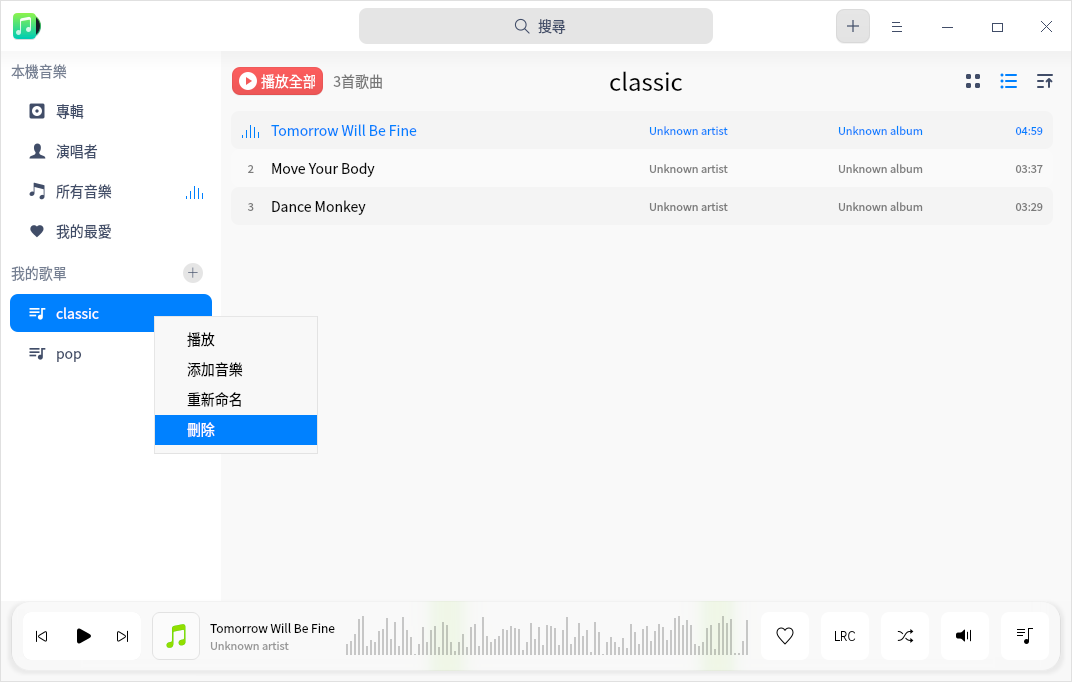 搜尋
本機音樂
專輯
演唱者
所有音樂
我的最愛
我的歌單
classic
pop
播放
添加音樂
重新命名
刪除
播放全部 3首歌曲 classic
Tomorrow Will Be Fine Unknown artist Unknown album 04:59
2 Move Your Body Unknown artist Unknown album 03:37
3 Dance Monkey Unknown artist Unknown album 03:29
Tomorrow Will Be Fine
Unknown artist
LRC